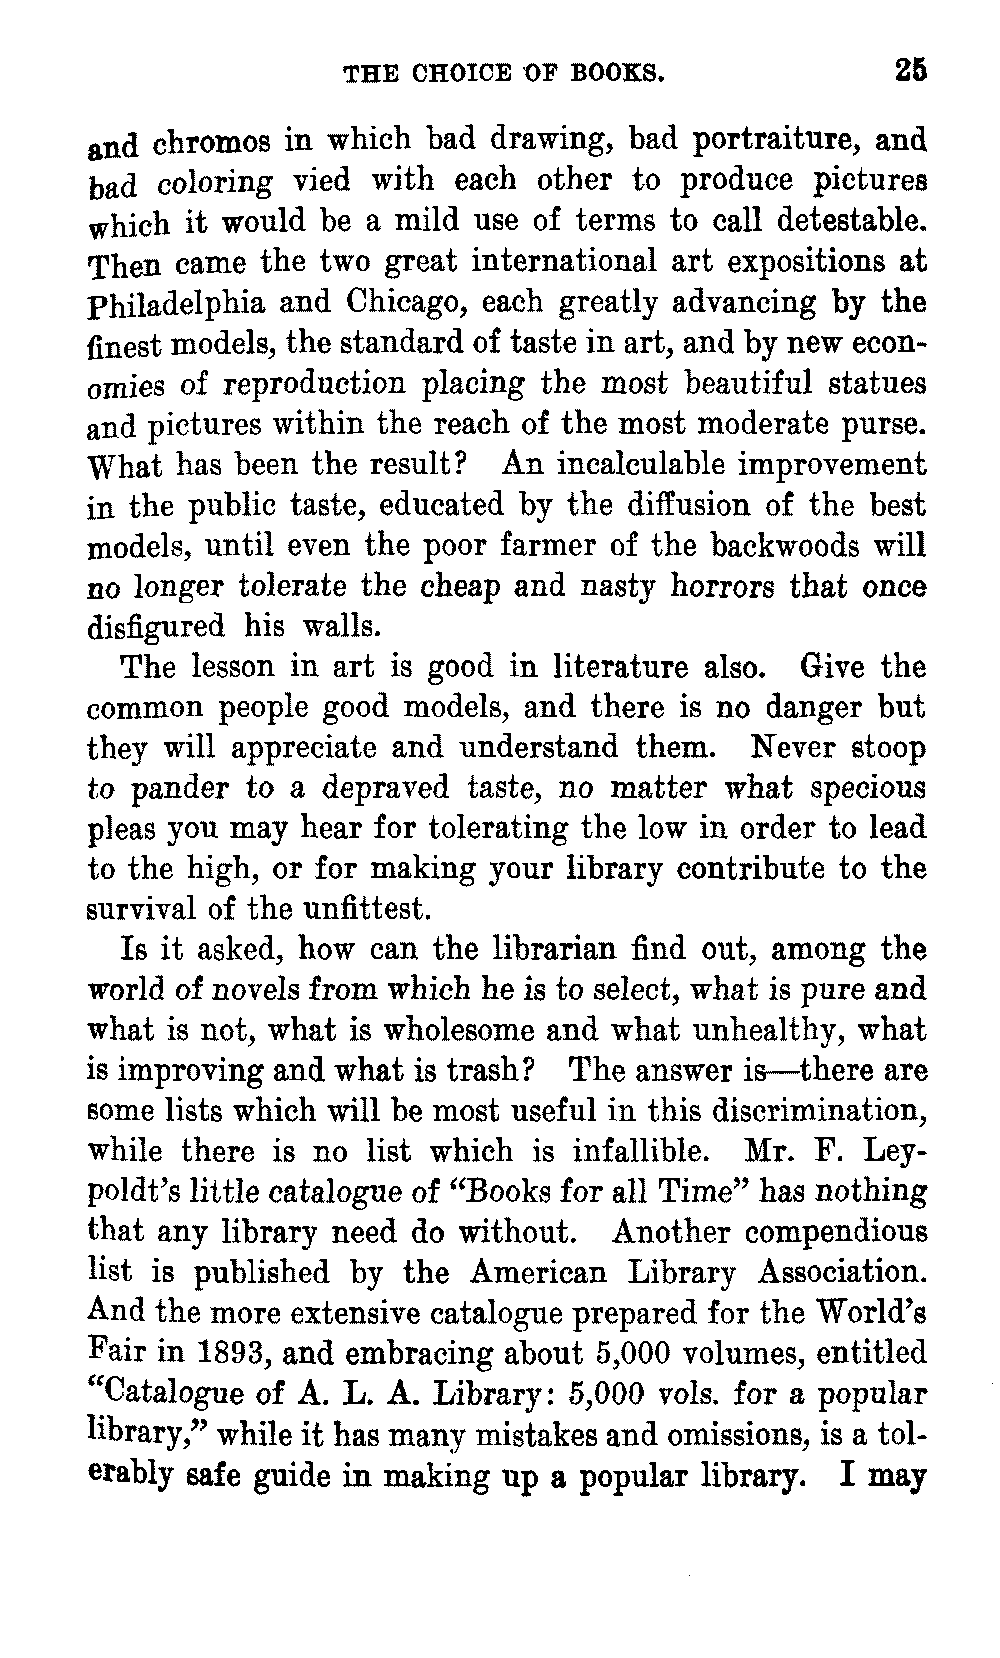 THE CHOICE OF BOOKS. 25
and chromos in which bad drawing, bad portraiture, and
bad coloring vied with each other to produce pictures
which it would be a mild use of terms to call detestable.
Then came the two great international art expositions at
Philadelphia and Chicago, each greatly advancing by the
finest models, the standard of taste in art, and by new econ-
omies of reproduction placing the most beautiful statues
and pictures within the reach of the most moderate purse.
What has been the result? An incalculable improvement
in the public taste, educated by the diffusion of the best
models, until even the poor farmer of the backwoods will
no longer tolerate the cheap and nasty horrors that once
disfigured his walls.
The lesson in art is good in literature also. Give the
common people good models, and there is no danger but
they will appreciate and understand them. Never stoop
to pander to a depraved taste, no matter what specious
pleas you may hear for tolerating the low in order to lead
to the high, or for making your library contribute to the
survival of the unfittest.
Is it asked, how can the librarian find out, among the
world of novels from which he is to select, what is pure and
what is not, what is wholesome and what unhealthy, what
is improving and what is trash? The answer is—there are
some lists which will be most useful in this discrimination,
while there is no list which is infallible. Mr. F. Ley-
poldt's little catalogue of “Books for all Time” has nothing
that any library need do without. Another compendious
list is published by the American Library Association.
And the more extensive catalogue prepared for the World's
Fair in 1893, and embracing about 5,000 volumes, entitled
“Catalogue of A. L. A. Library: 5,000 vols. for a popular
library,” while it has many mistakes and omissions, is a tol-
erably safe guide in making up a popular library. I may